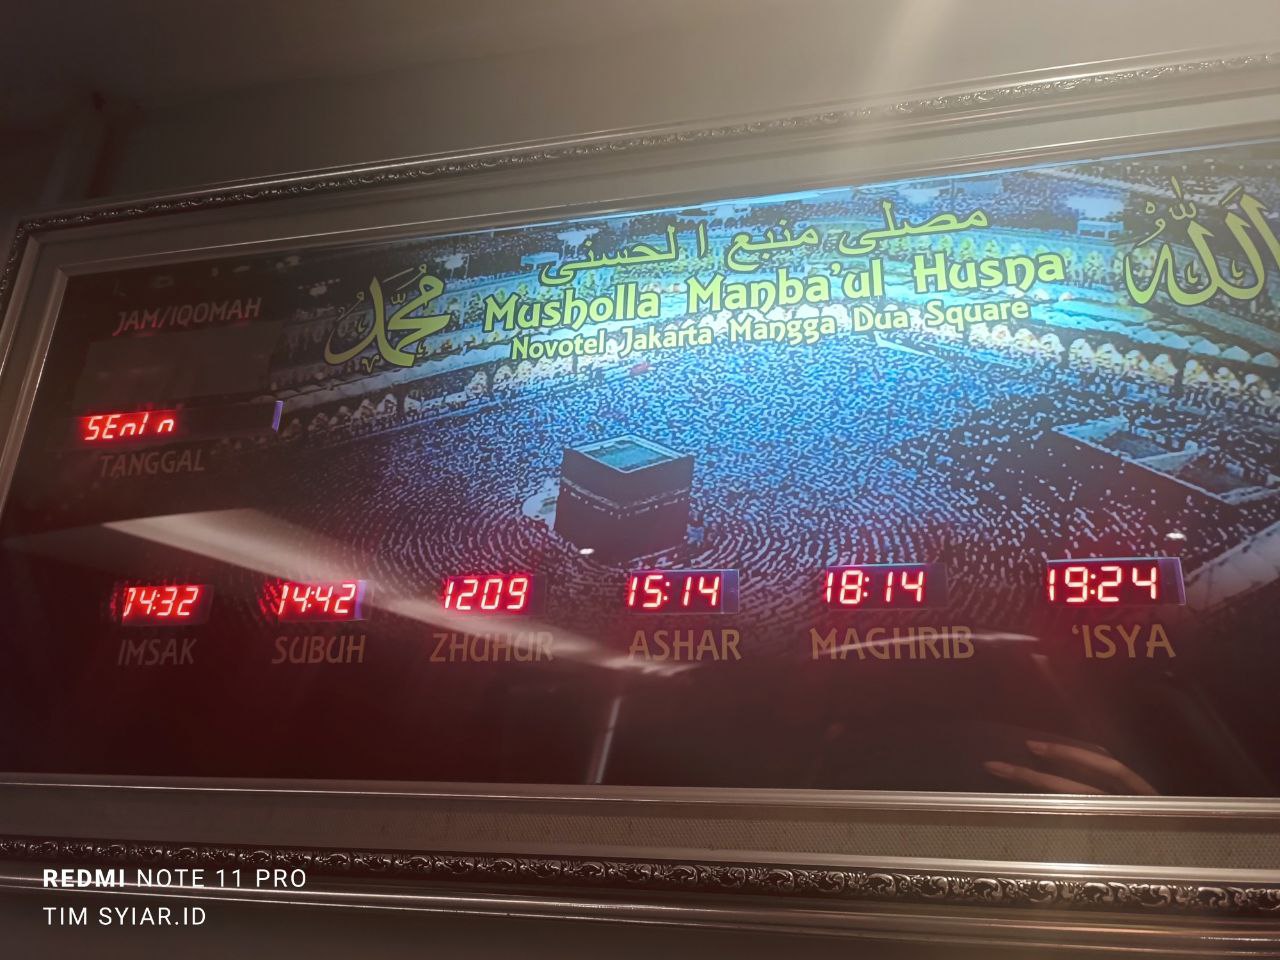 مصلى منبع الحسنى
محمد
Musholla Manba'ul Husna
الله
Novotel Jakarta Mangga Dua Square
JAM/IQOMAH
SEnIn
TANGGAL
14:32 14:42 1209 15:14 18:14 19:24
IMSAK SUBUH ZHUHUR ASHAR MAGHRIB 'ISYA
REDMI NOTE 11 PRO
TIM SYIAR.ID